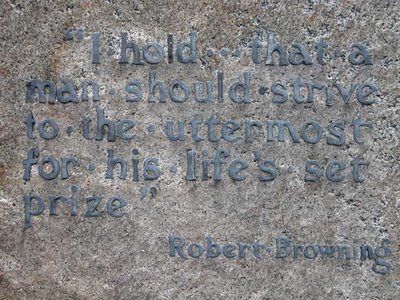 "I·hold···that·a
man·should·strive
to·the·uttermost
for·his·life's·set
prize"
Robert·Browning